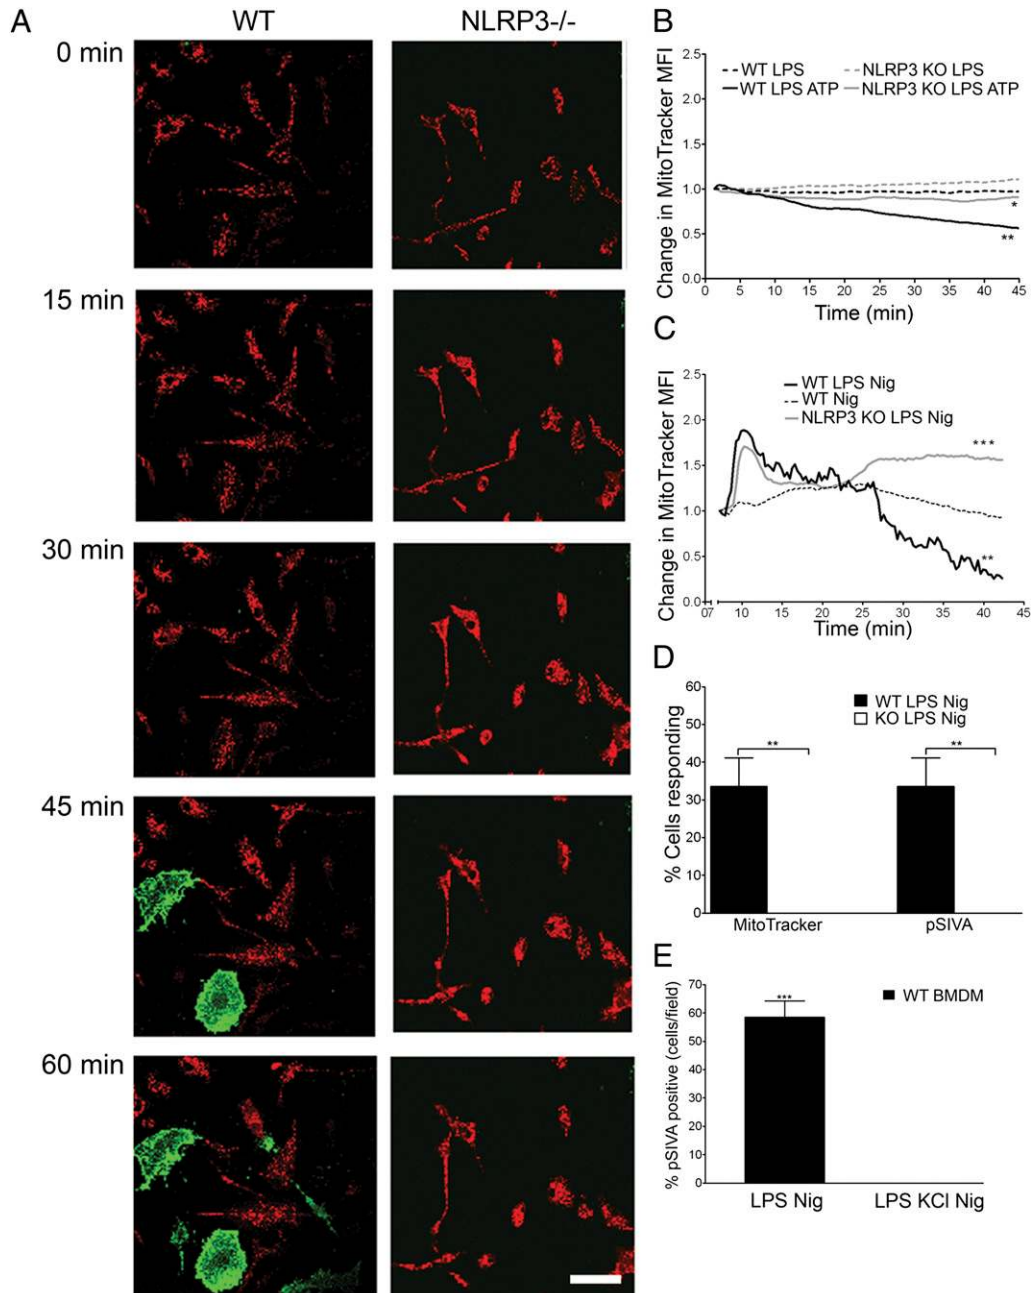 A
WT
NLRP3-/-
0 min
15 min
30 min
45 min
60 min
B
Change in MitoTracker MFI
2.5
2.0
1.5
1.0
0.5
0.0
WT LPS
NLRP3 KO LPS
WT LPS ATP
NLRP3 KO LPS ATP
*
**
0 5 10 15 20 25 30 35 40 45
Time (min)
C
Change in MitoTracker MFI
2.5
2.0
1.5
1.0
0.5
0.0
WT LPS Nig
WT Nig
NLRP3 KO LPS Nig
***
**
07 10 15 20 25 30 35 40 45
Time (min)
D
% Cells responding
60
50
40
30
20
10
0
WT LPS Nig
KO LPS Nig
**
**
MitoTracker
pSIVA
E
% pSIVA positive (cells/field)
70
60
50
40
30
20
10
0
***
WT BMDM
LPS Nig
LPS KCl Nig